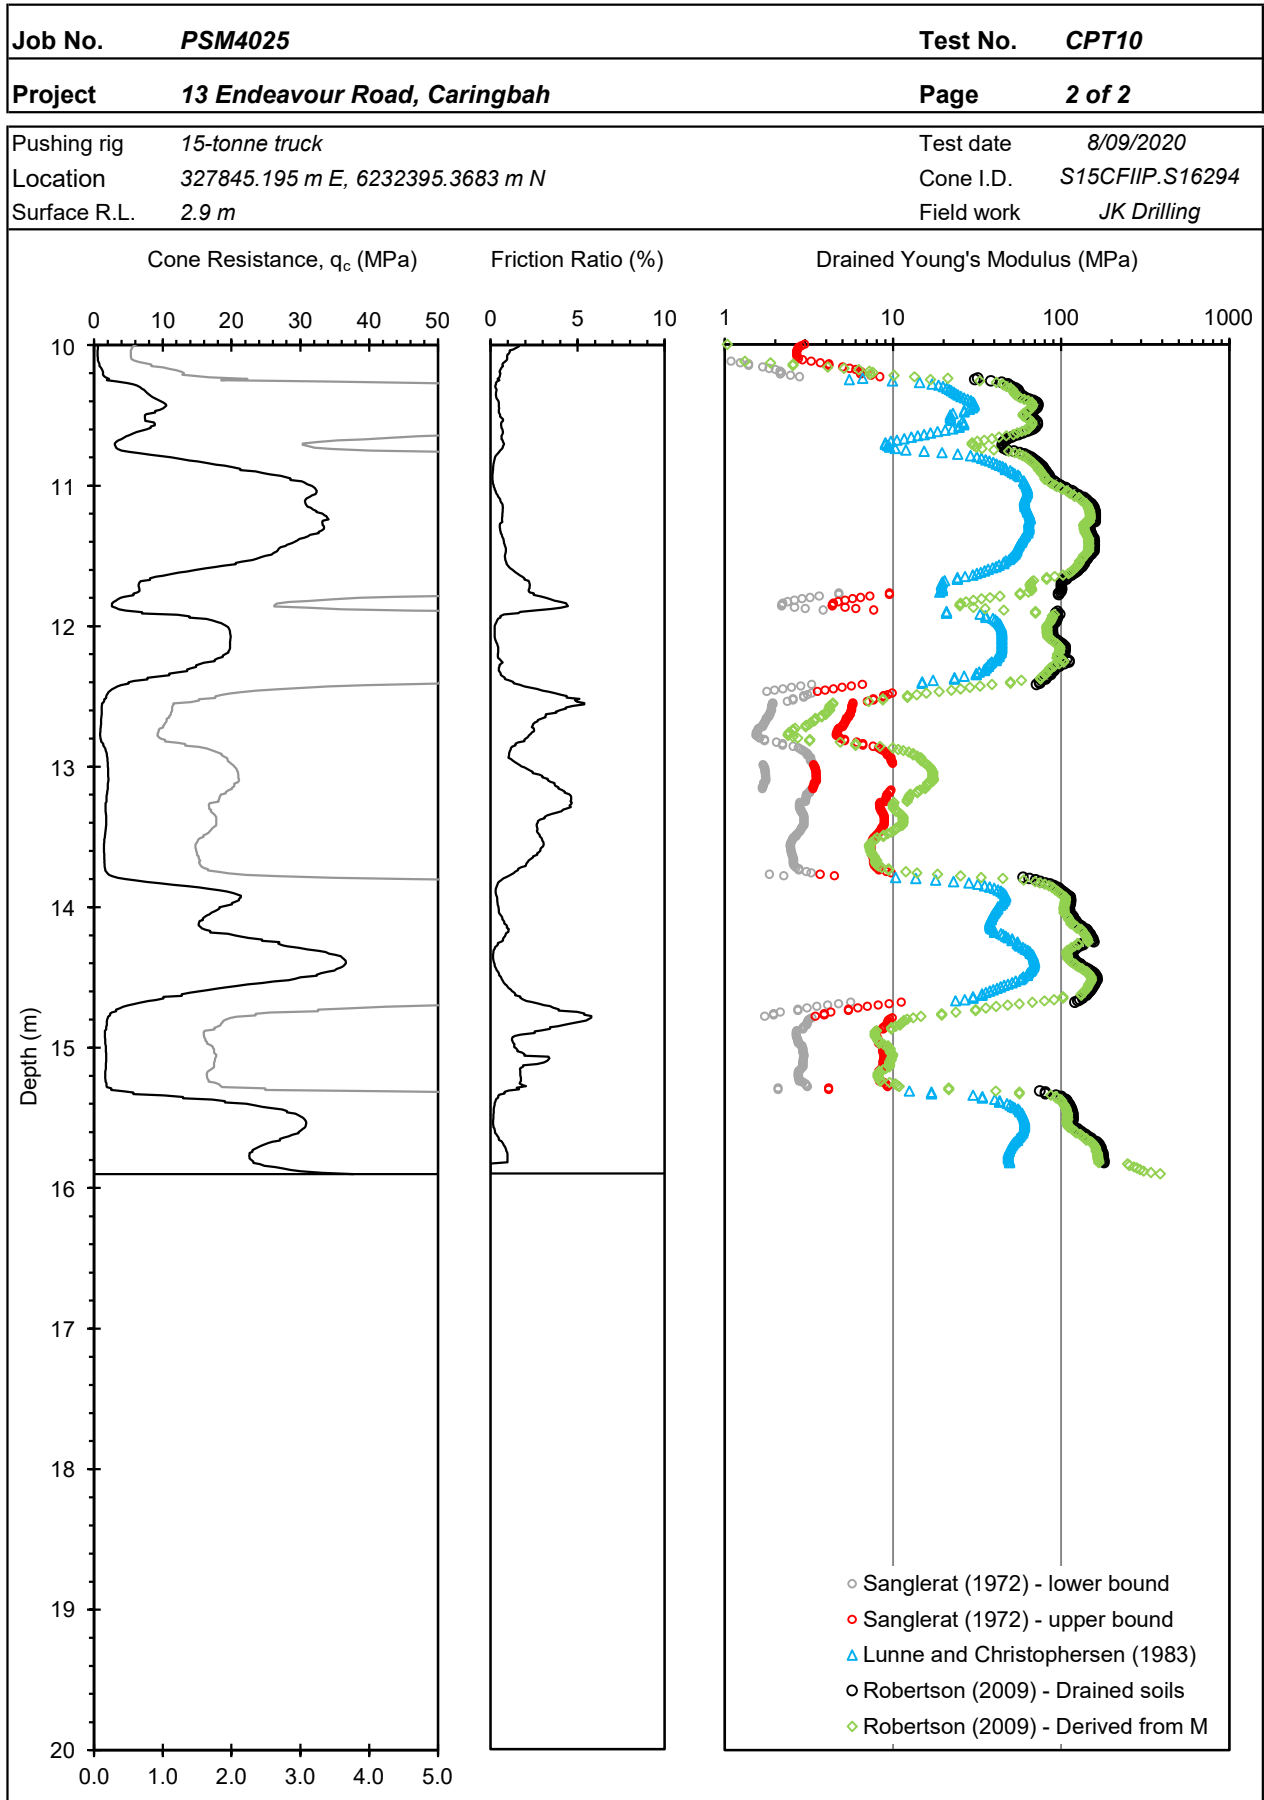 Job No. PSM4025 Test No. CPT10
Project 13 Endeavour Road, Caringbah Page 2 of 2
Pushing rig 15-tonne truck Test date 8/09/2020
Location 327845.195 m E, 6232395.3683 m N Cone I.D. S15CFIIP.S16294
Surface R.L. 2.9 m Field work JK Drilling
Cone Resistance, qc (MPa) Friction Ratio (%) Drained Young's Modulus (MPa)
0 10 20 30 40 50 0 5 10 1 10 100 1000
10
11
12
13
14
15
16
17
18
19
20
Depth (m)
0.0 1.0 2.0 3.0 4.0 5.0
Sanglerat (1972) - lower bound
Sanglerat (1972) - upper bound
Lunne and Christophersen (1983)
Robertson (2009) - Drained soils
Robertson (2009) - Derived from M